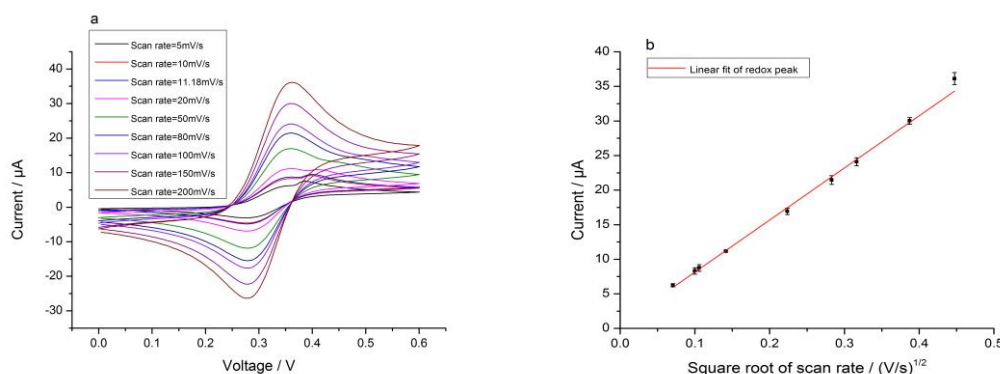 a
Scan rate=5mV/s
Scan rate=10mV/s
Scan rate=11.18mV/s
Scan rate=20mV/s
Scan rate=50mV/s
Scan rate=80mV/s
Scan rate=100mV/s
Scan rate=150mV/s
Scan rate=200mV/s
Current / μA
40
30
20
10
0
-10
-20
-30
0.0 0.1 0.2 0.3 0.4 0.5 0.6
Voltage / V
b
Linear fit of redox peak
Current / μA
40
35
30
25
20
15
10
5
0
0.0 0.1 0.2 0.3 0.4 0.5
Square root of scan rate / (V/s)1/2